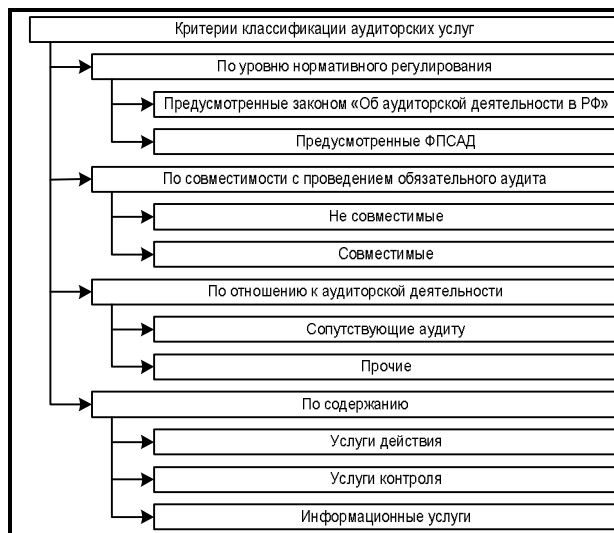 Критерии классификации аудиторских услуг
По уровню нормативного регулирования
Предусмотренные законом «Об аудиторской деятельности в РФ»
Предусмотренные ФПСАД
По совместимости с проведением обязательного аудита
Не совместимые
Совместимые
По отношению к аудиторской деятельности
Сопутствующие аудиту
Прочие
По содержанию
Услуги действия
Услуги контроля
Информационные услуги